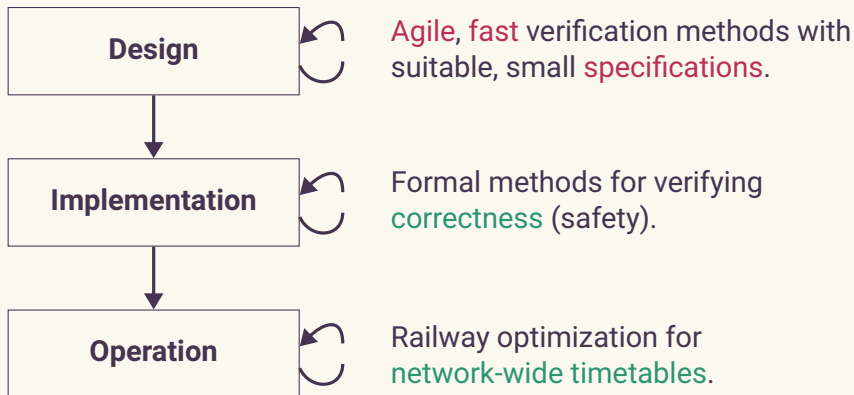 Design
Agile, fast verification methods with
suitable, small specifications.
Implementation
Formal methods for verifying
correctness (safety).
Operation
Railway optimization for
network-wide timetables.